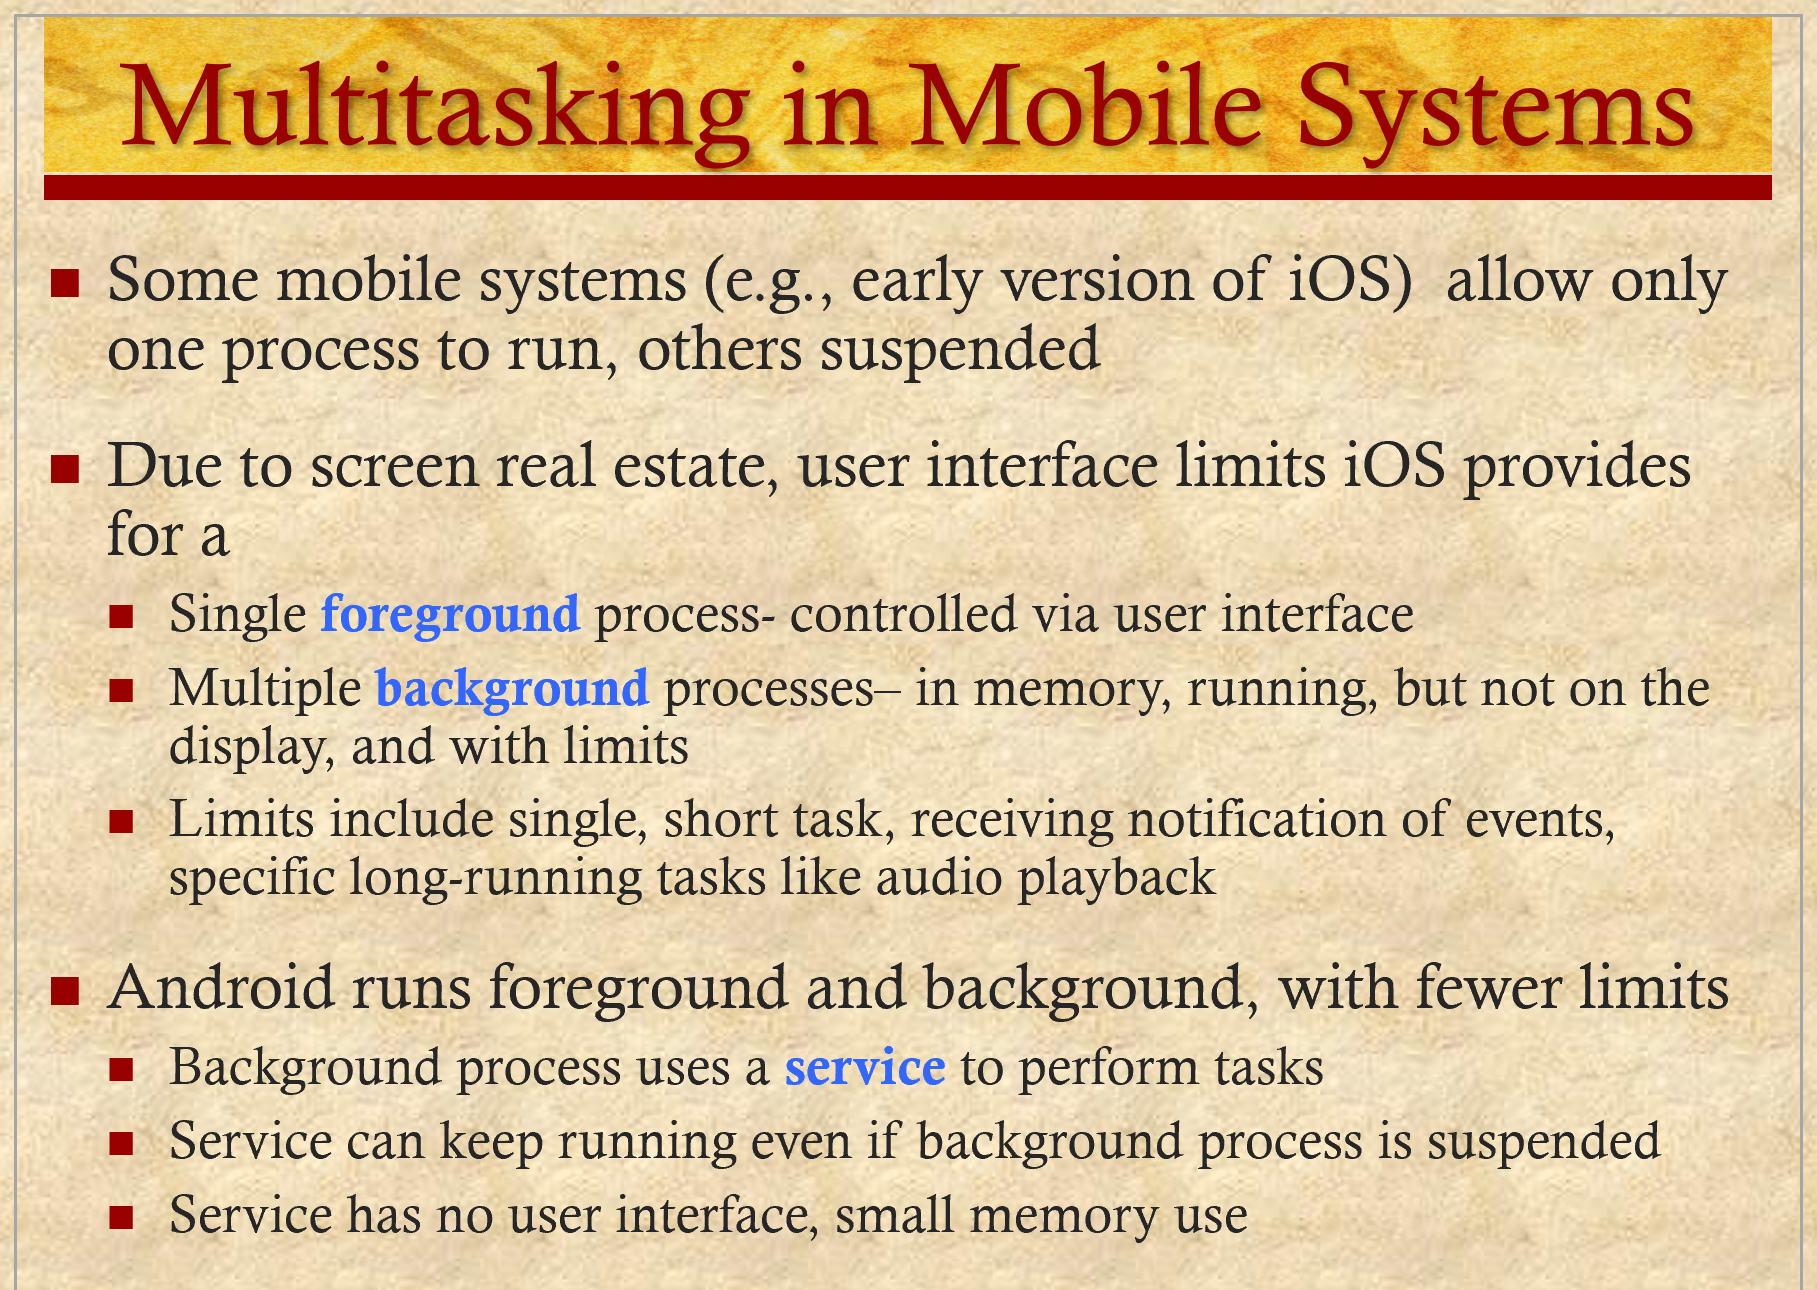 Multitasking in Mobile Systems
Some mobile systems (e.g., early version of iOS)  allow only
one process to run, others suspended
Due to screen real estate, user interface limits iOS provides
for a
Single foreground process- controlled via user interface
Multiple background processes– in memory, running, but not on the
display, and with limits
Limits include single, short task, receiving notification of events,
specific long-running tasks like audio playback
Android runs foreground and background, with fewer limits
Background process uses a service to perform tasks
Service can keep running even if background process is suspended
Service has no user interface, small memory use